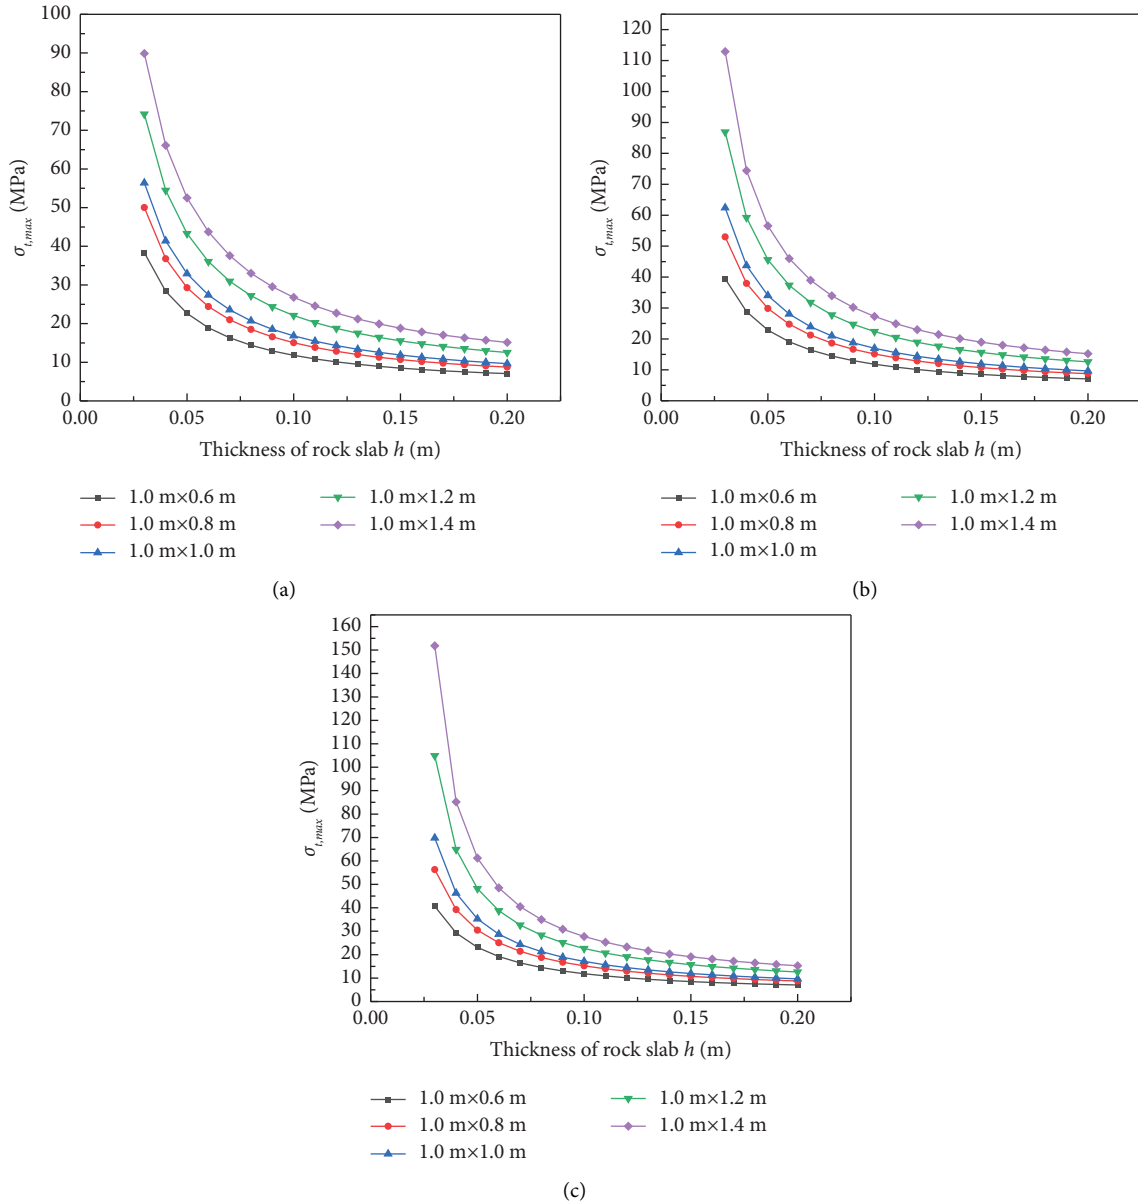 100
90
80
70
60
50
40
30
20
10
0
σt,max (MPa)
0.00 0.05 0.10 0.15 0.20
Thickness of rock slab h (m)
1.0 m×0.6 m
1.0 m×0.8 m
1.0 m×1.0 m
1.0 m×1.2 m
1.0 m×1.4 m
(a)
120
110
100
90
80
70
60
50
40
30
20
10
0
σt,max (MPa)
0.00 0.05 0.10 0.15 0.20
Thickness of rock slab h (m)
1.0 m×0.6 m
1.0 m×0.8 m
1.0 m×1.0 m
1.0 m×1.2 m
1.0 m×1.4 m
(b)
160
150
140
130
120
110
100
90
80
70
60
50
40
30
20
10
0
σt,max (MPa)
0.00 0.05 0.10 0.15 0.20
Thickness of rock slab h (m)
1.0 m×0.6 m
1.0 m×0.8 m
1.0 m×1.0 m
1.0 m×1.2 m
1.0 m×1.4 m
(c)